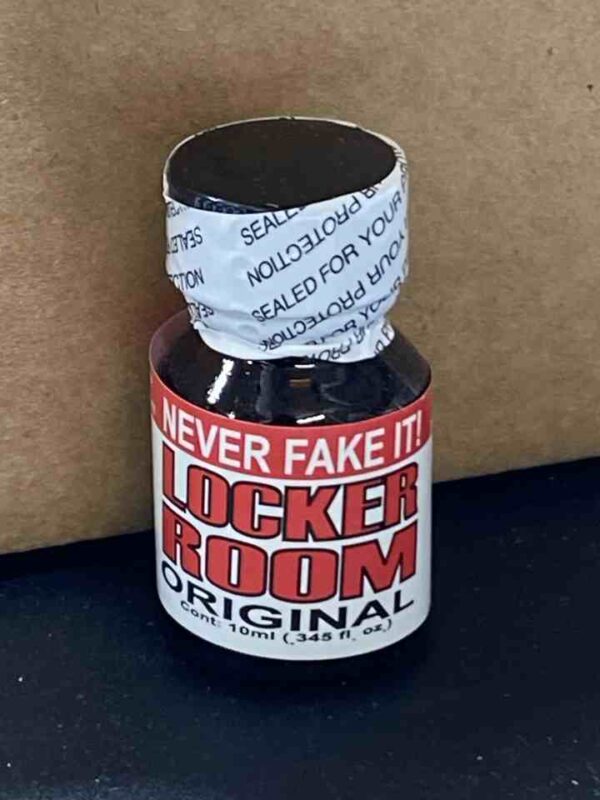 SEALED FOR YOUR
PROTECTION
NEVER FAKE IT!
LOCKER
ROOM
ORIGINAL
Cont: 10ml (.345 fl. oz.)